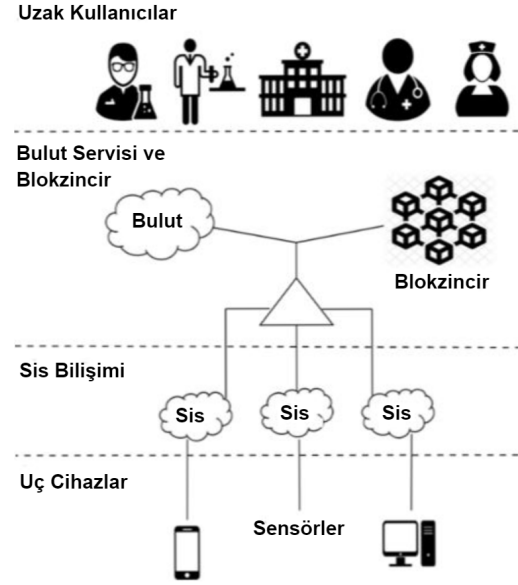 Uzak Kullanıcılar
Bulut Servisi ve
Blokzincir
Bulut
Blokzincir
Sis Bilişimi
Sis
Sis
Sis
Uç Cihazlar
Sensörler